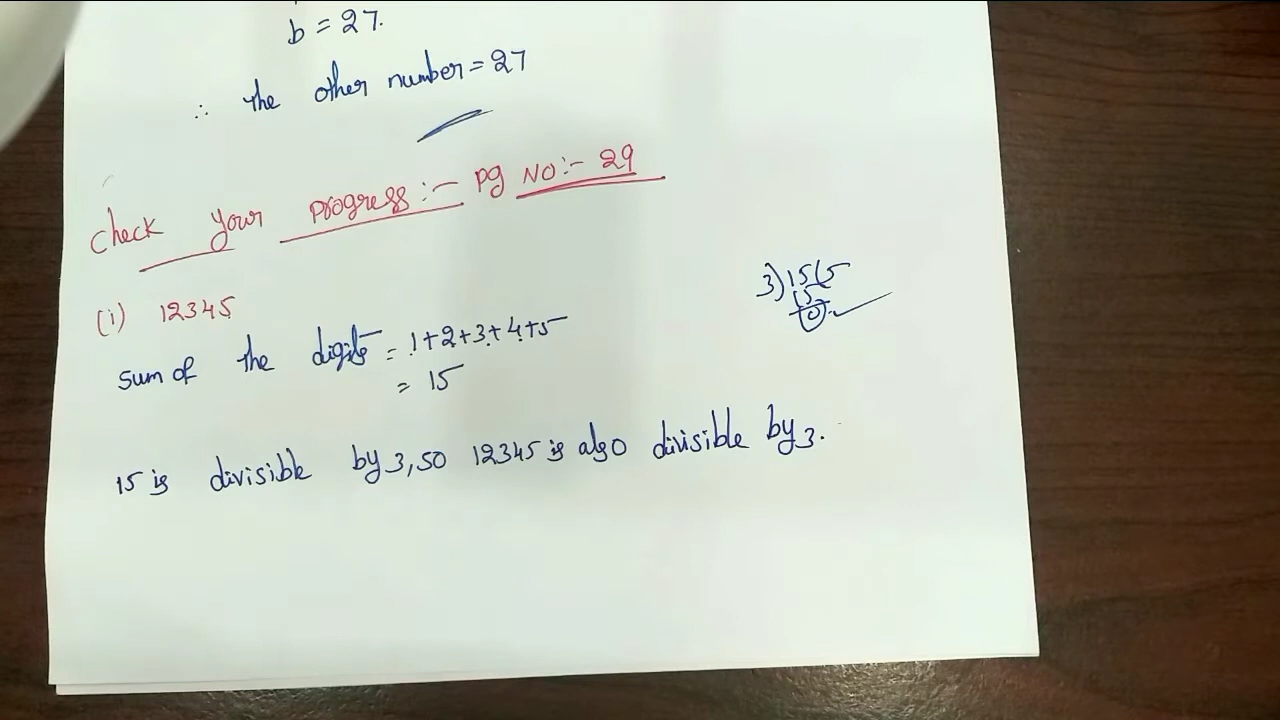 b = 27.
∴ the other number = 27
Check your progress:- Pg No:- 29
(i) 12345
Sum of the digits = 1+2+3+4+5
= 15
3)15(5
15
0
15 is divisible by 3, so 12345 is also divisible by 3.